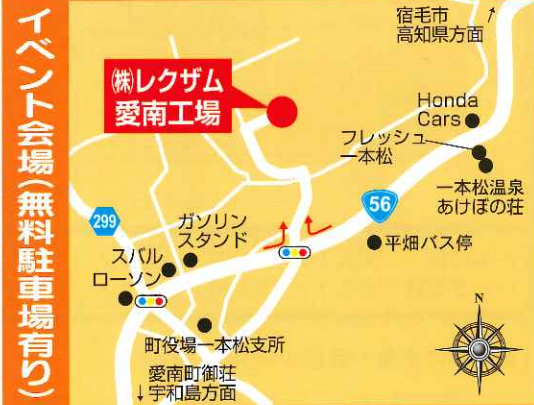 イベント会場(無料駐車場有り)
宿毛市
高知県方面
㈱レクザム
愛南工場
Honda
Cars
フレッシュ
一本松
一本松温泉
あけぼの荘
56
299
ガソリン
スタンド
スバル
ローソン
平畑バス停
町役場一本松支所
愛南町御荘
↓宇和島方面
N